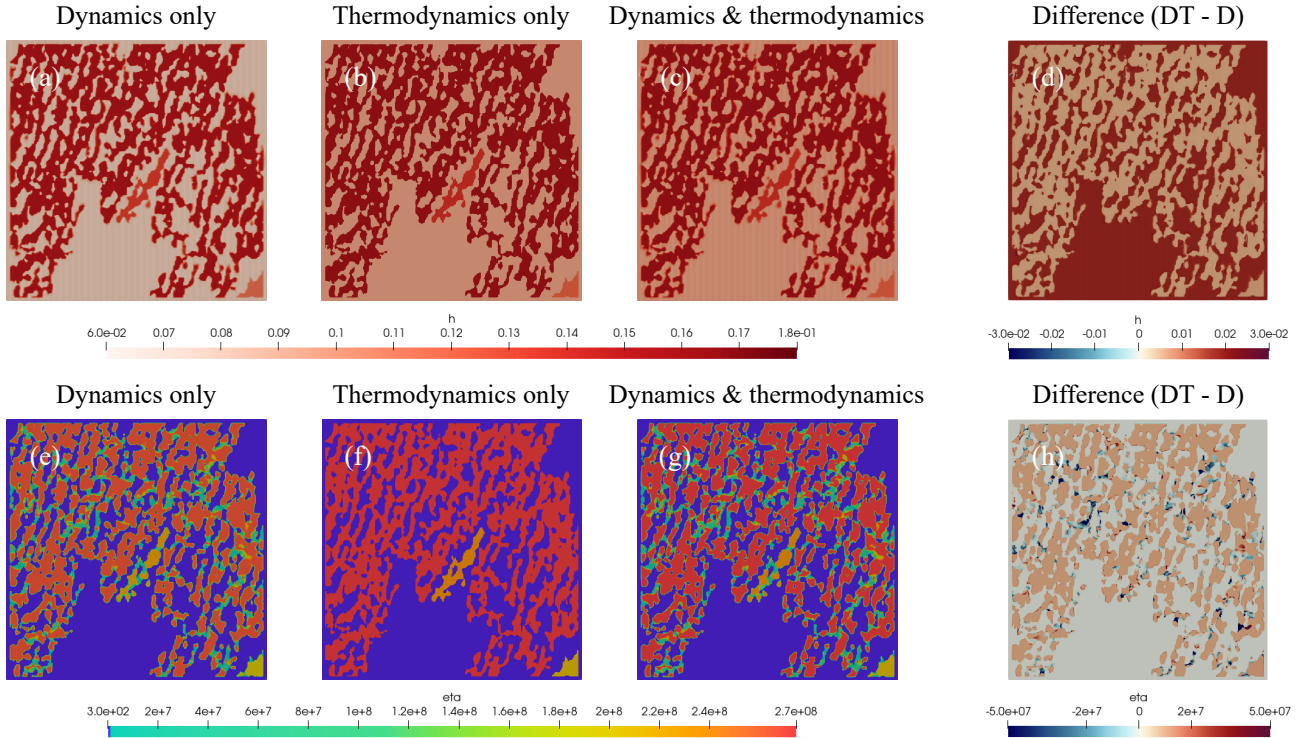 Dynamics only Thermodynamics only Dynamics & thermodynamics Difference (DT - D)
(a) (b) (c) (d)
h h
6.0e-02 0.07 0.08 0.09 0.1 0.11 0.12 0.13 0.14 0.15 0.16 0.17 1.8e-01 -3.0e-02 -0.02 -0.01 0 0.01 0.02 3.0e-02
Dynamics only Thermodynamics only Dynamics & thermodynamics Difference (DT - D)
(e) (f) (g) (h)
eta eta
3.0e+02 2e+7 4e+7 6e+7 8e+7 1e+8 1.2e+8 1.4e+8 1.6e+8 1.8e+8 2e+8 2.2e+8 2.4e+8 2.7e+08 -5.0e+07 -2e+7 0 2e+7 5.0e+07